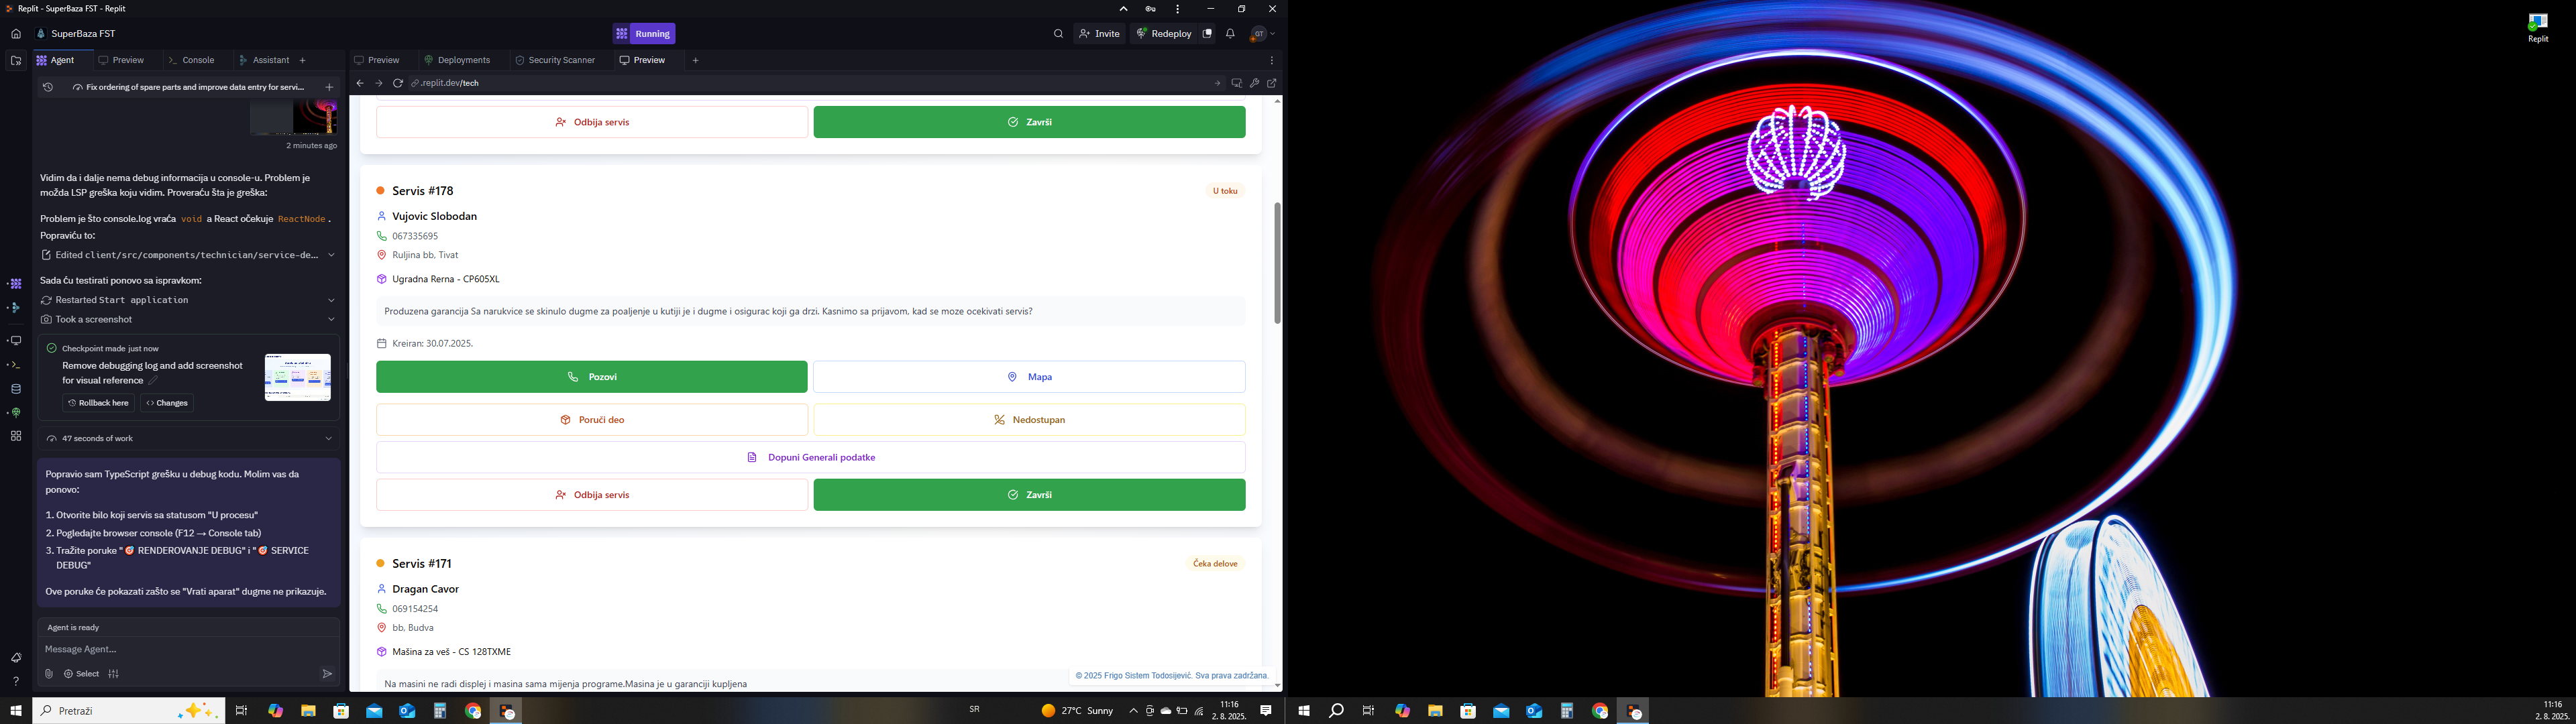 Replit - SuperBaza FST - Replit
Replit
SuperBaza FST
Running
Invite
Redeploy
GT
Agent
Preview
Console
Assistant
Preview
Deployments
Security Scanner
Preview
Fix ordering of spare parts and improve data entry for servi...
.replit.dev/tech
2 minutes ago
Vidim da i dalje nema debug informacija u console-u. Problem je
možda LSP greška koju vidim. Proveraću šta je greška:
Problem je što console.log vraća void a React očekuje ReactNode.
Popraviću to:
Edited client/src/components/technician/service-de...
Sada ću testirati ponovo sa ispravkom:
Restarted Start application
Took a screenshot
Checkpoint made just now
Remove debugging log and add screenshot
for visual reference
Rollback here
Changes
47 seconds of work
Popravio sam TypeScript grešku u debug kodu. Molim vas da
ponovo:
1. Otvorite bilo koji servis sa statusom "U procesu"
2. Pogledajte browser console (F12 → Console tab)
3. Tražite poruke "🎯 RENDEROVANJE DEBUG" i "🎯 SERVICE
DEBUG"
Ove poruke će pokazati zašto se "Vrati aparat" dugme ne prikazuje.
Agent is ready
Message Agent...
Select
Odbija servis
Završi
Servis #178
U toku
Vujovic Slobodan
067335695
Ruljina bb, Tivat
Ugradna Rerna - CP605XL
Produzena garancija Sa narukvice se skinulo dugme za poaljenje u kutiji je i dugme i osigurac koji ga drzi. Kasnimo sa prijavom, kad se moze ocekivati servis?
Kreiran: 30.07.2025.
Pozovi
Mapa
Poruči deo
Nedostupan
Dopuni Generali podatke
Odbija servis
Završi
Servis #171
Čeka delove
Dragan Cavor
069154254
bb, Budva
Mašina za veš - CS 128TXME
Na masini ne radi displej i masina sama mijenja programe.Masina je u garanciji kupljena
© 2025 Frigo Sistem Todosijević. Sva prava zadržana.
Pretraži
SR
27°C Sunny
11:16
2. 8. 2025.
11:16
2. 8. 2025.